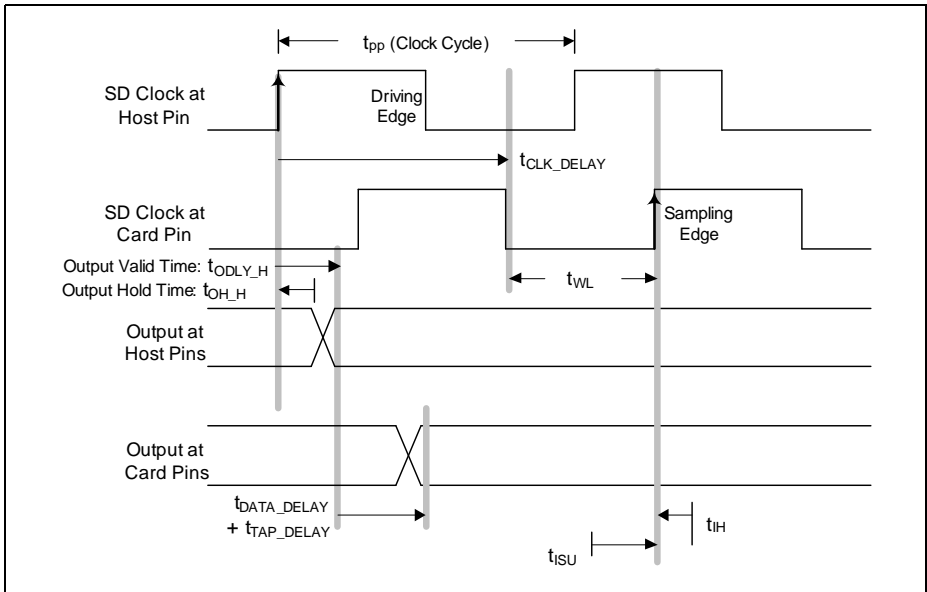 tPP (Clock Cycle)
SD Clock at
Host Pin
Driving
Edge
tCLK_DELAY
SD Clock at
Card Pin
Sampling
Edge
Output Valid Time: tODLY_H
tWL
Output Hold Time: tOH_H
Output at
Host Pins
Output at
Card Pins
tDATA_DELAY
+ tTAP_DELAY
tIH
tISU